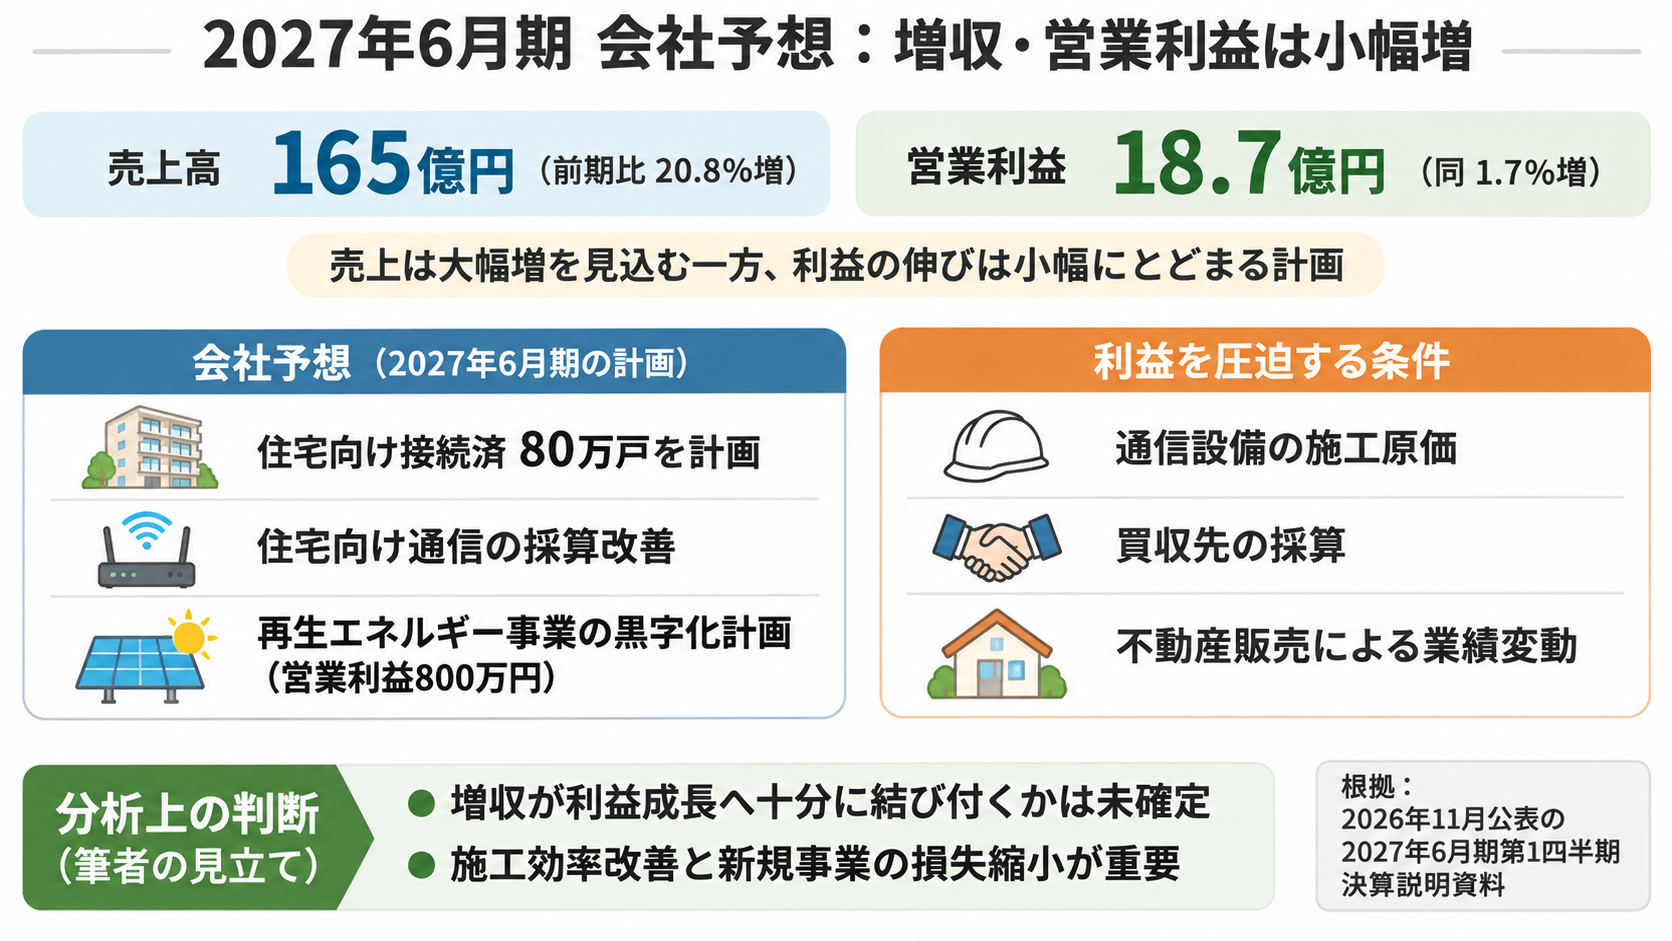 2027年6月期 会社予想：増収・営業利益は小幅増
売上高 165億円（前期比 20.8%増）
営業利益 18.7億円（同 1.7%増）
売上は大幅増を見込む一方、利益の伸びは小幅にとどまる計画
会社予想（2027年6月期の計画）
住宅向け接続済 80万戸を計画
住宅向け通信の採算改善
再生エネルギー事業の黒字化計画
（営業利益800万円）
利益を圧迫する条件
通信設備の施工原価
買収先の採算
不動産販売による業績変動
分析上の判断
（筆者の見立て）
● 増収が利益成長へ十分に結び付くかは未確定
● 施工効率改善と新規事業の損失縮小が重要
根拠：
2026年11月公表の
2027年6月期第1四半期
決算説明資料